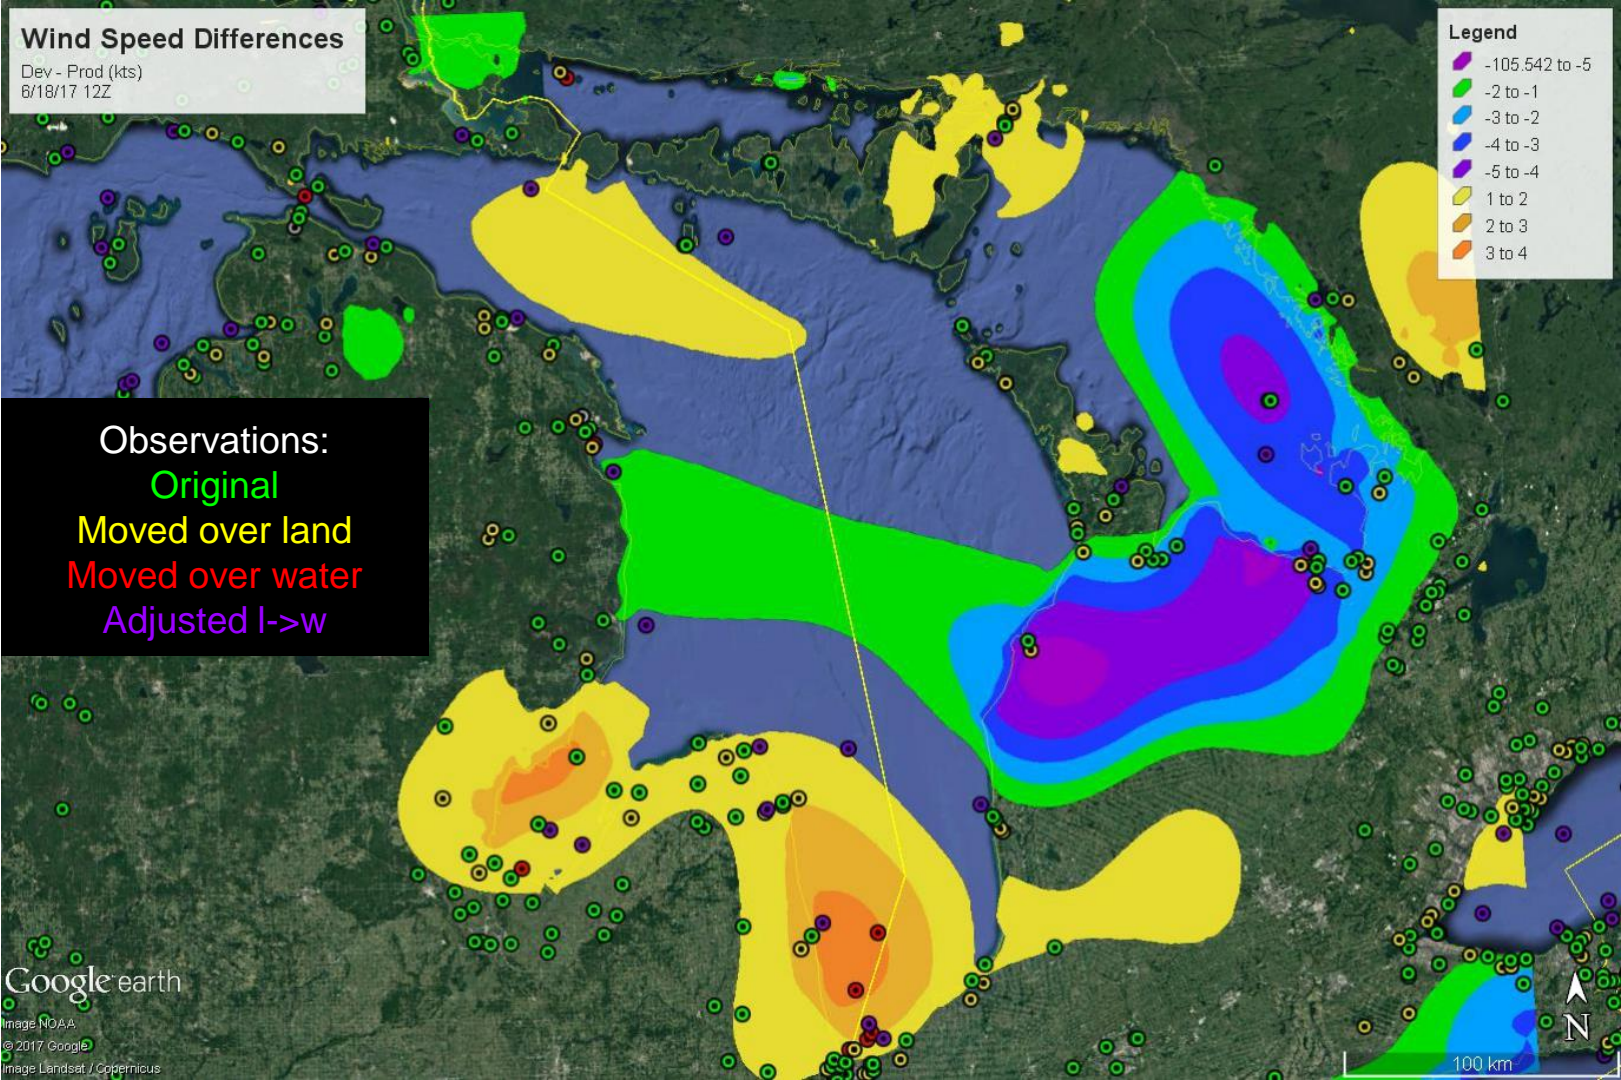 Wind Speed Differences
Dev - Prod (kts)
6/18/17 12Z
Legend
-105.542 to -5
-2 to -1
-3 to -2
-4 to -3
-5 to -4
1 to 2
2 to 3
3 to 4
Observations:
Original
Moved over land
Moved over water
Adjusted l->w
Google earth
Image NOAA
© 2017 Google
Image Landsat / Copernicus
N
100 km